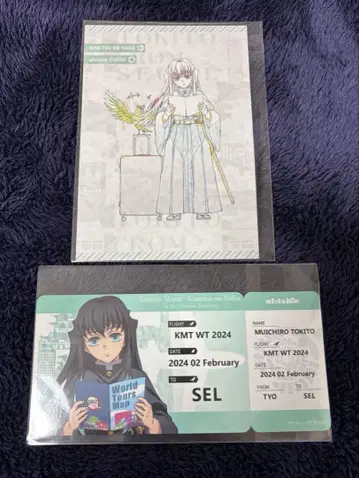 KIMETSU NO YAIBA
Demon Slayer : Kimetsu no Yaiba
FLIGHT
KMT WT 2024
DATE
2024 02 February
TO
SEL
World
Tours
Map
NAME
MUICHIRO TOKITO
FLIGHT
KMT WT 2024
DATE
2024 02 February
FROM
TO
TYO
SEL